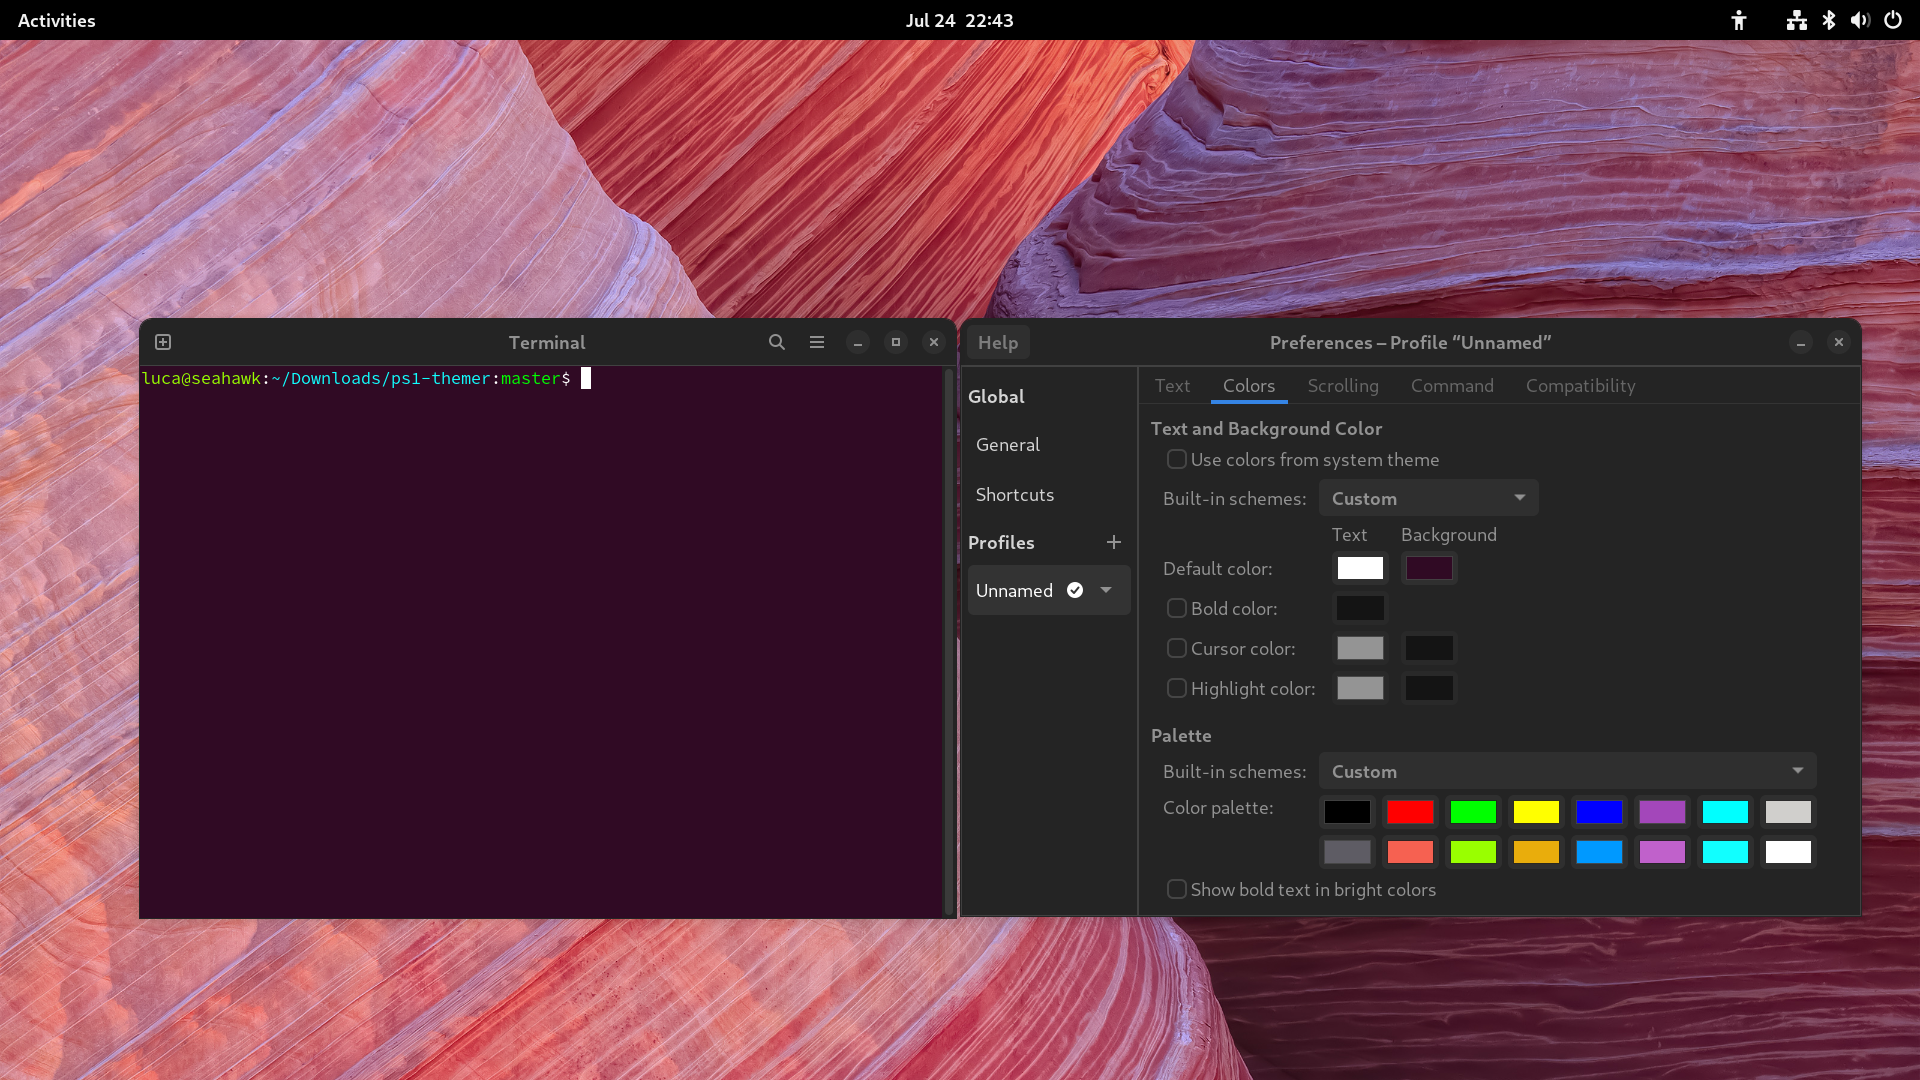 Activities
Jul 24 22:43
Terminal
luca@seahawk:~/Downloads/ps1-themer:master$
Help
Preferences – Profile “Unnamed”
Global
General
Shortcuts
Profiles
Unnamed
Text Colors Scrolling Command Compatibility
Text and Background Color
Use colors from system theme
Built-in schemes: Custom
Text Background
Default color:
Bold color:
Cursor color:
Highlight color:
Palette
Built-in schemes: Custom
Color palette:
Show bold text in bright colors